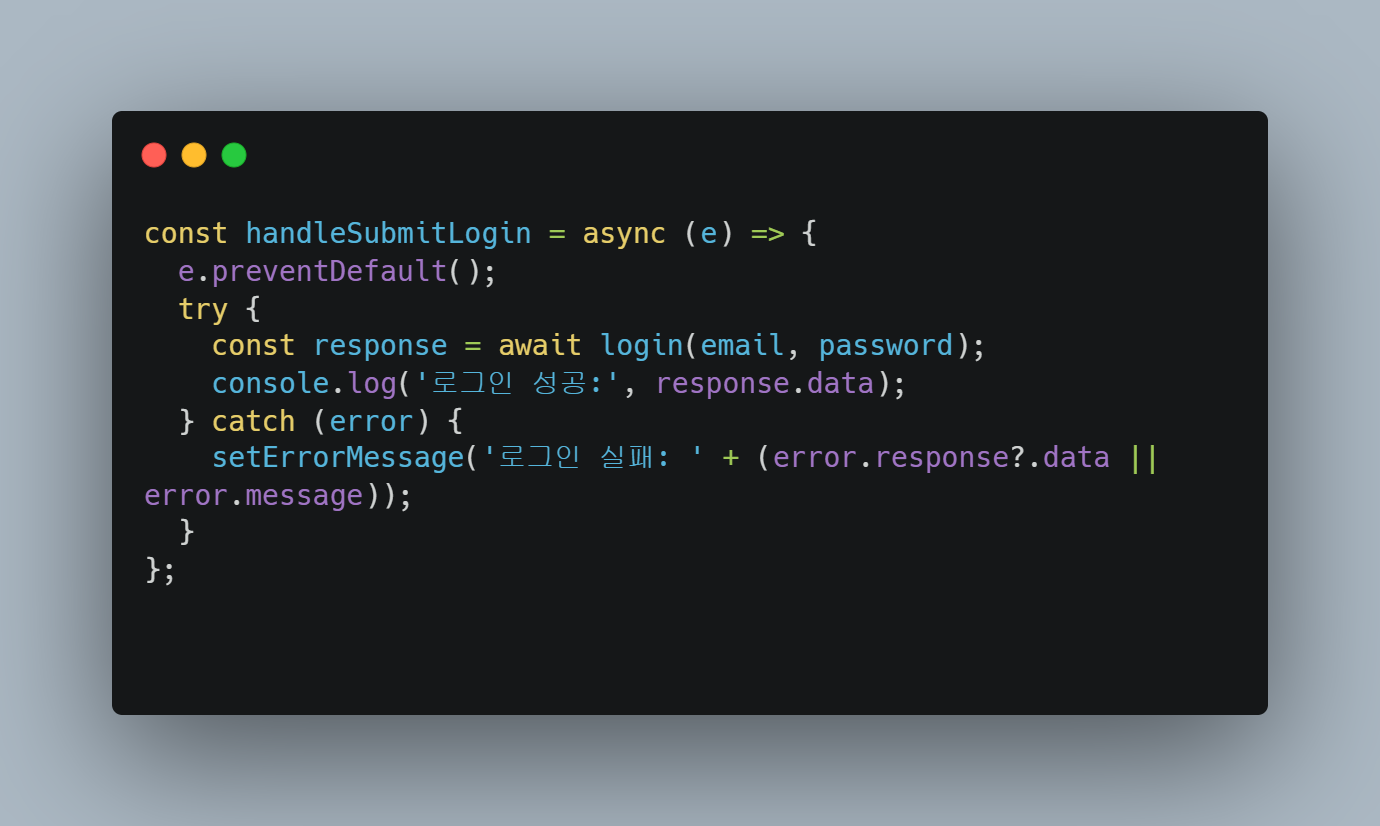 const handleSubmitLogin = async (e) => {
  e.preventDefault();
  try {
    const response = await login(email, password);
    console.log('로그인 성공:', response.data);
  } catch (error) {
    setErrorMessage('로그인 실패: ' + (error.response?.data ||
error.message));
  }
};